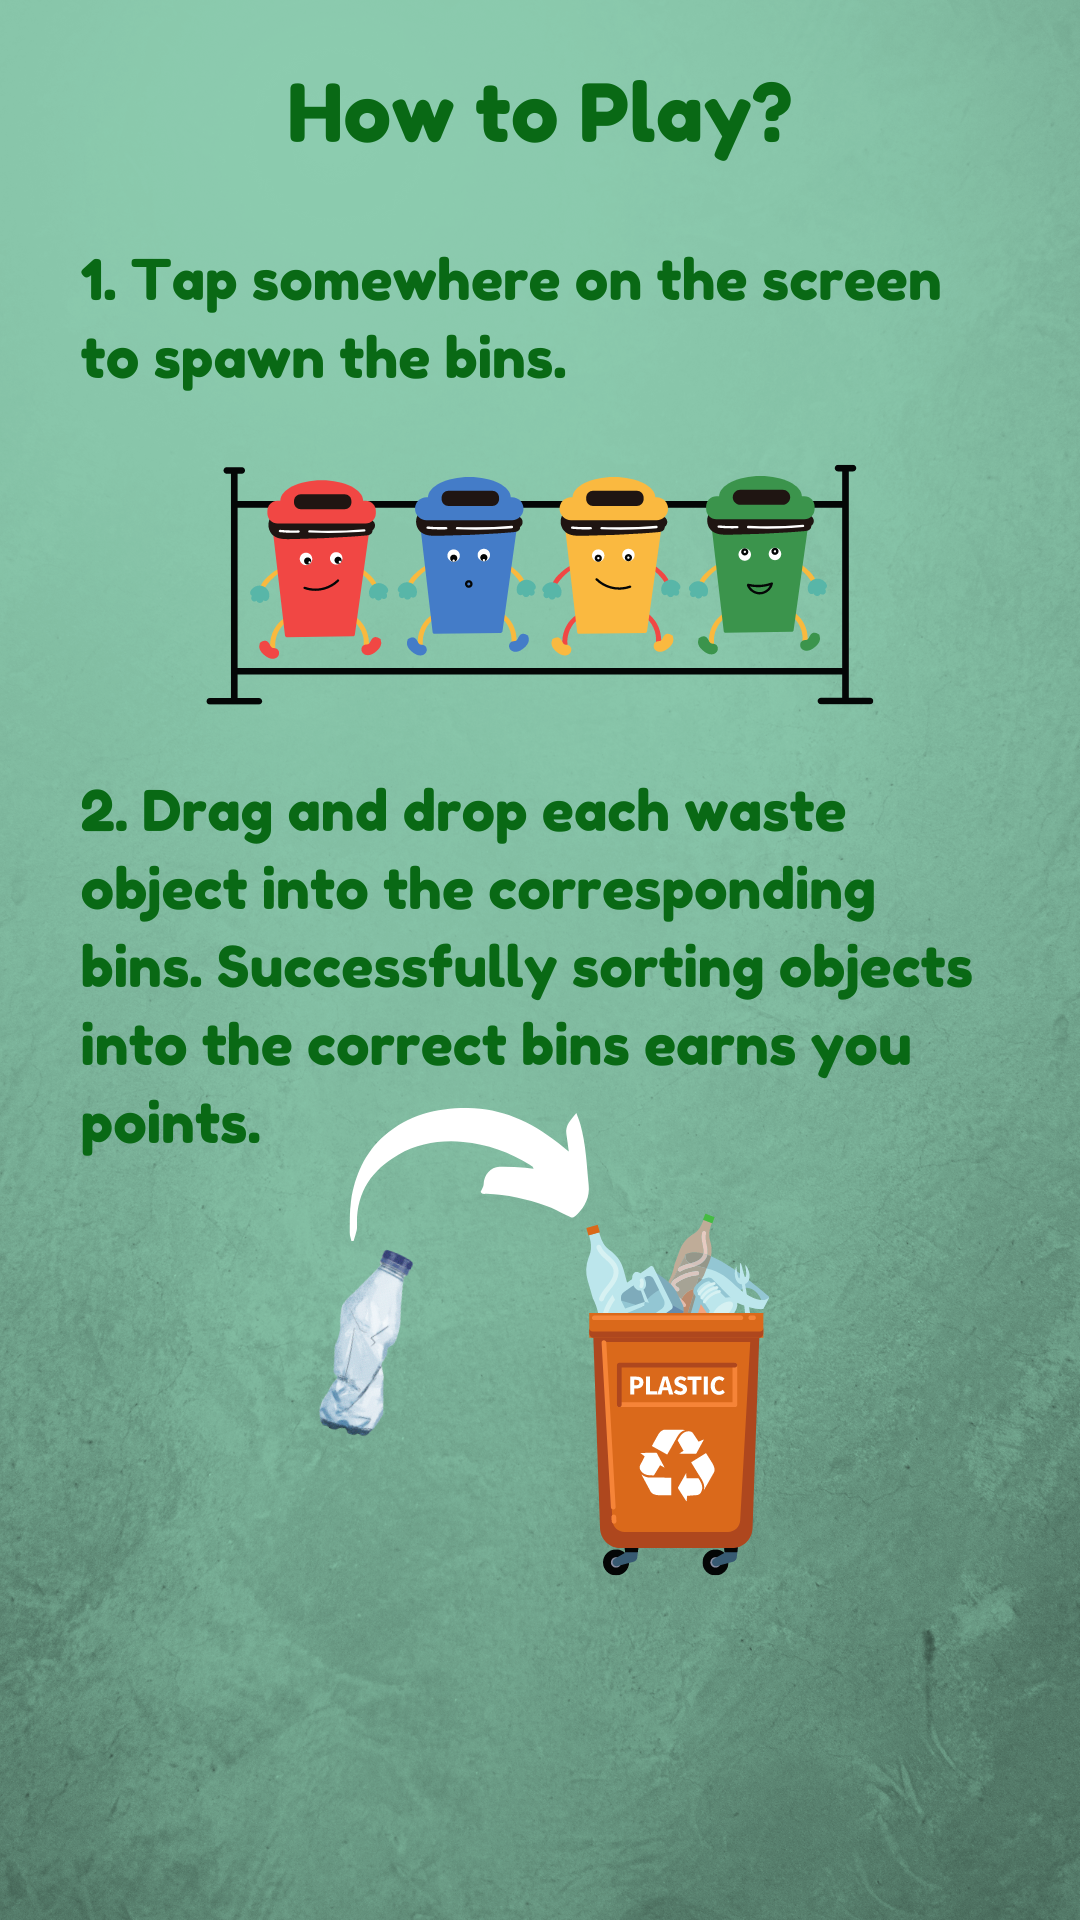 How to Play?
1. Tap somewhere on the screen
to spawn the bins.
2. Drag and drop each waste
object into the corresponding
bins. Successfully sorting objects
into the correct bins earns you
points.
PLASTIC